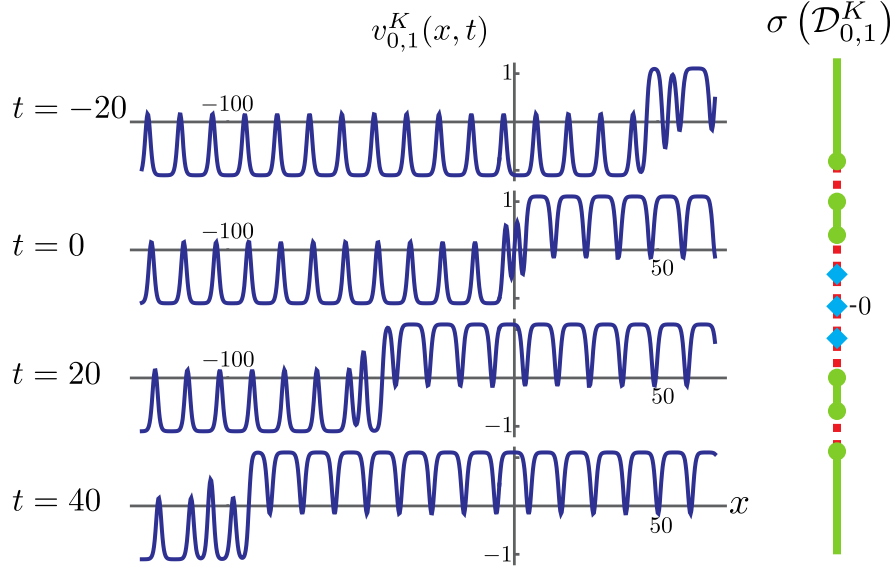 v^K_{0,1}(x, t)
σ (𝒟^K_{0,1})
t = −20
−100
1
t = 0
−100
1
50
-0
t = 20
−100
50
−1
t = 40
x
50
−1